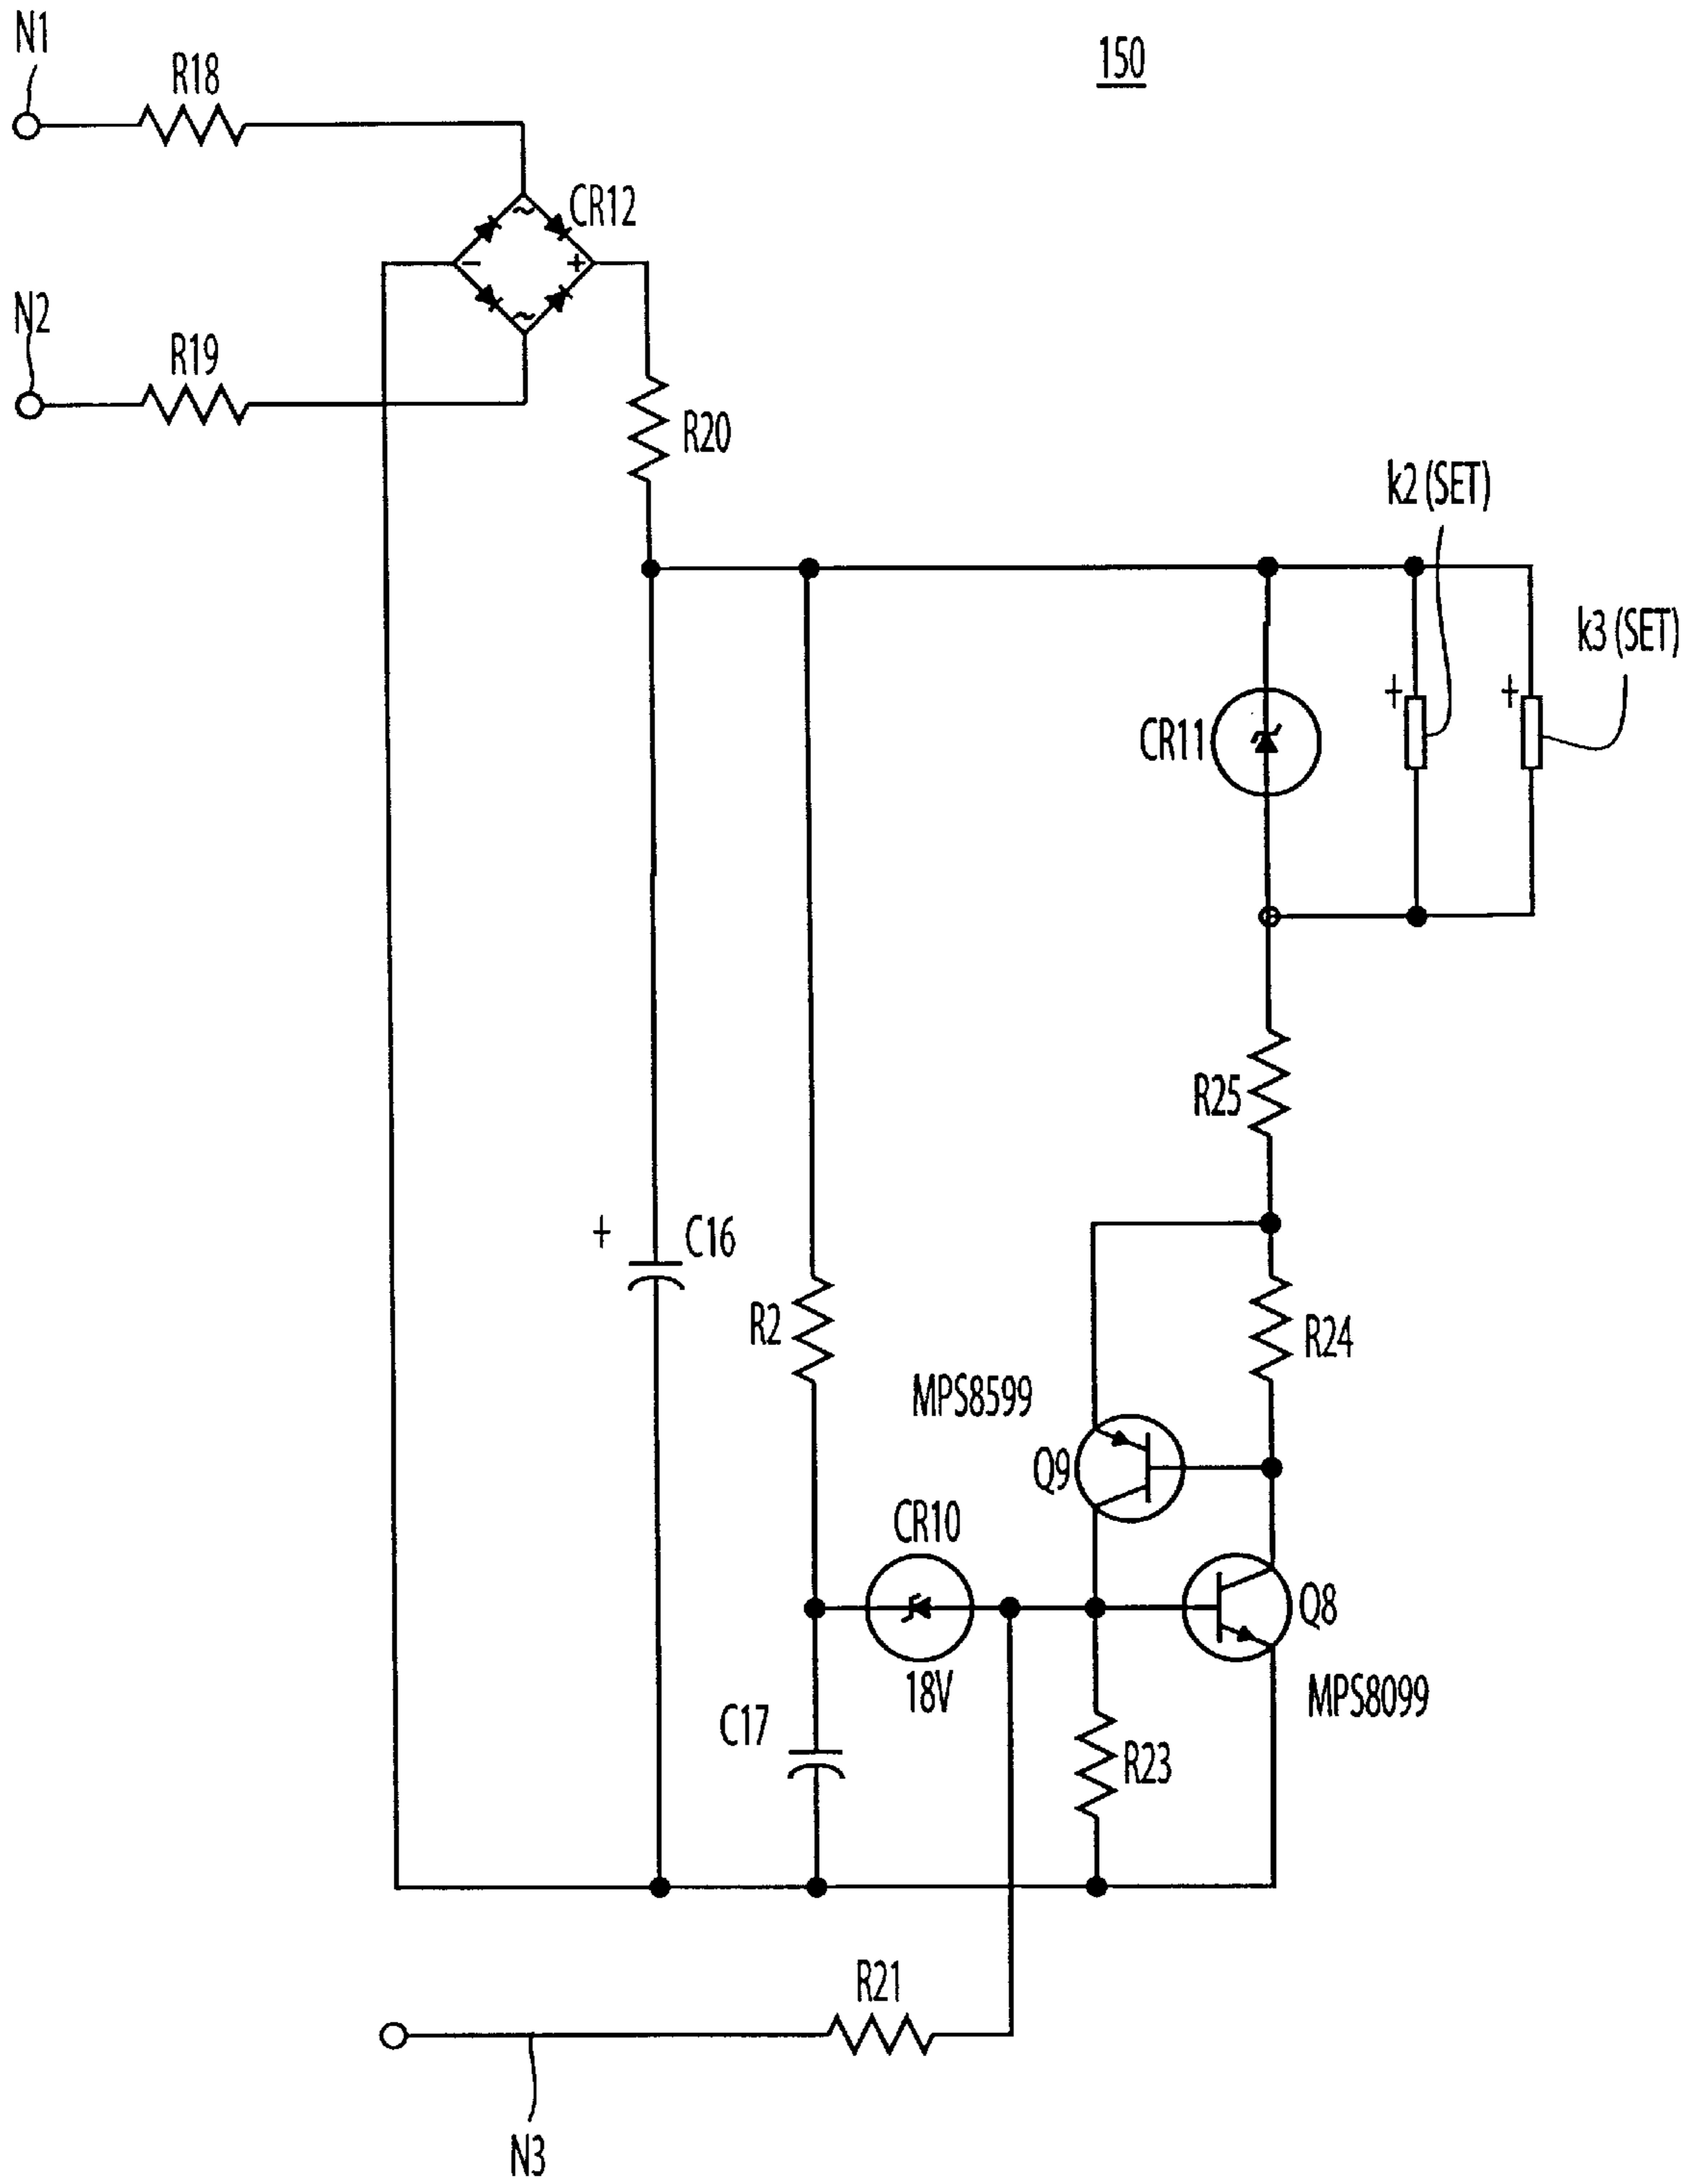 N1
R18
150
CR12
N2
R19
R20
k2 (SET)
k3 (SET)
+
+
CR11
R25
+
C16
R2
R24
MPS8599
Q9
CR10
Q8
18V
MPS8099
C17
R23
R21
N3